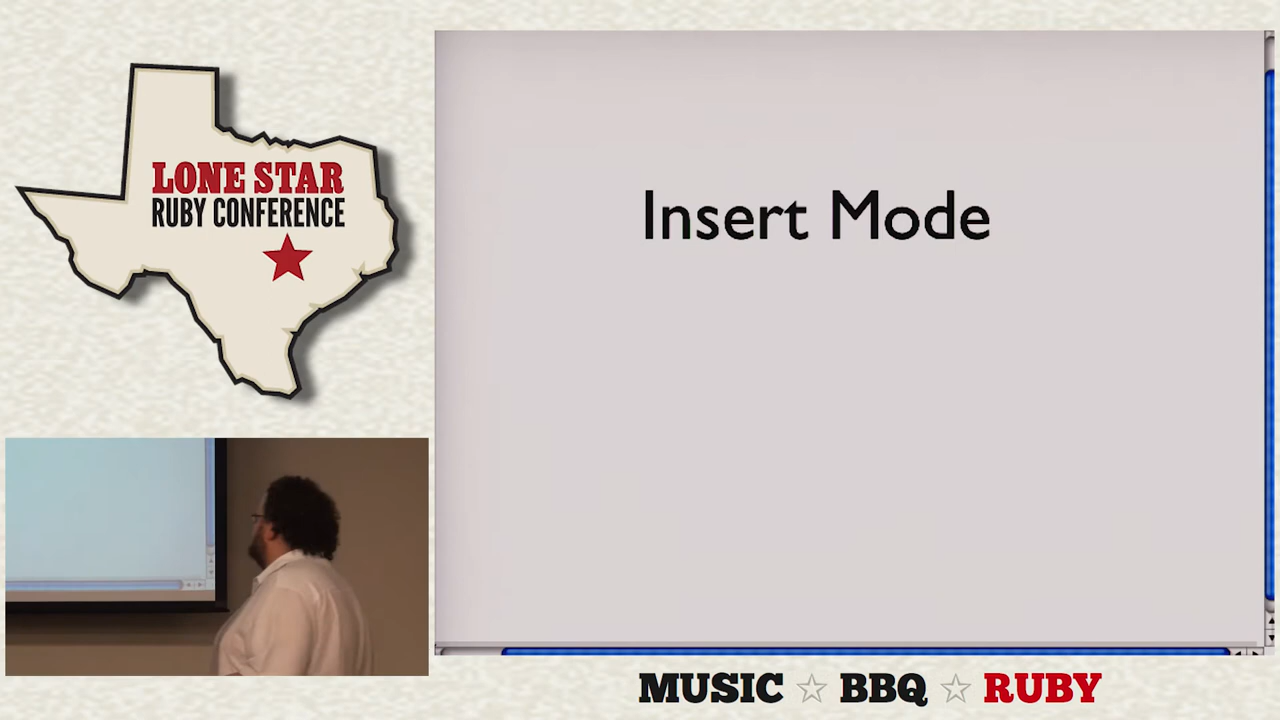 LONE STAR
RUBY CONFERENCE
Insert Mode
MUSIC ☆ BBQ ☆ RUBY